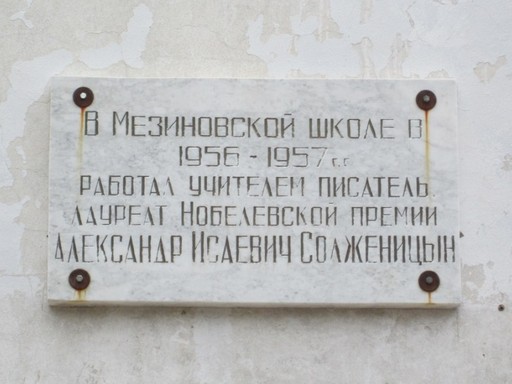 В Мезиновской школе в
1956-1957 г.г.
работал учителем писатель
лауреат Нобелевской премии
Александр Исаевич Солженицын